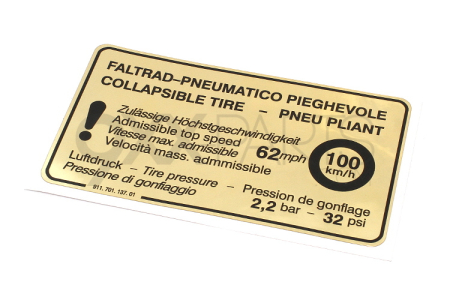 FALTRAD-PNEUMATICO PIEGHEVOLE
COLLAPSIBLE TIRE - PNEU PLIANT
! Zulässige Höchstgeschwindigkeit
Admissible top speed
Vitesse max. admissible
Velocità mass. admmissible
62mph
100
km/h
Luftdruck - Tire pressure - Pression de gonflage
Pressione di gonfiaggio 2,2 bar - 32 psi
911. 701. 137. 01